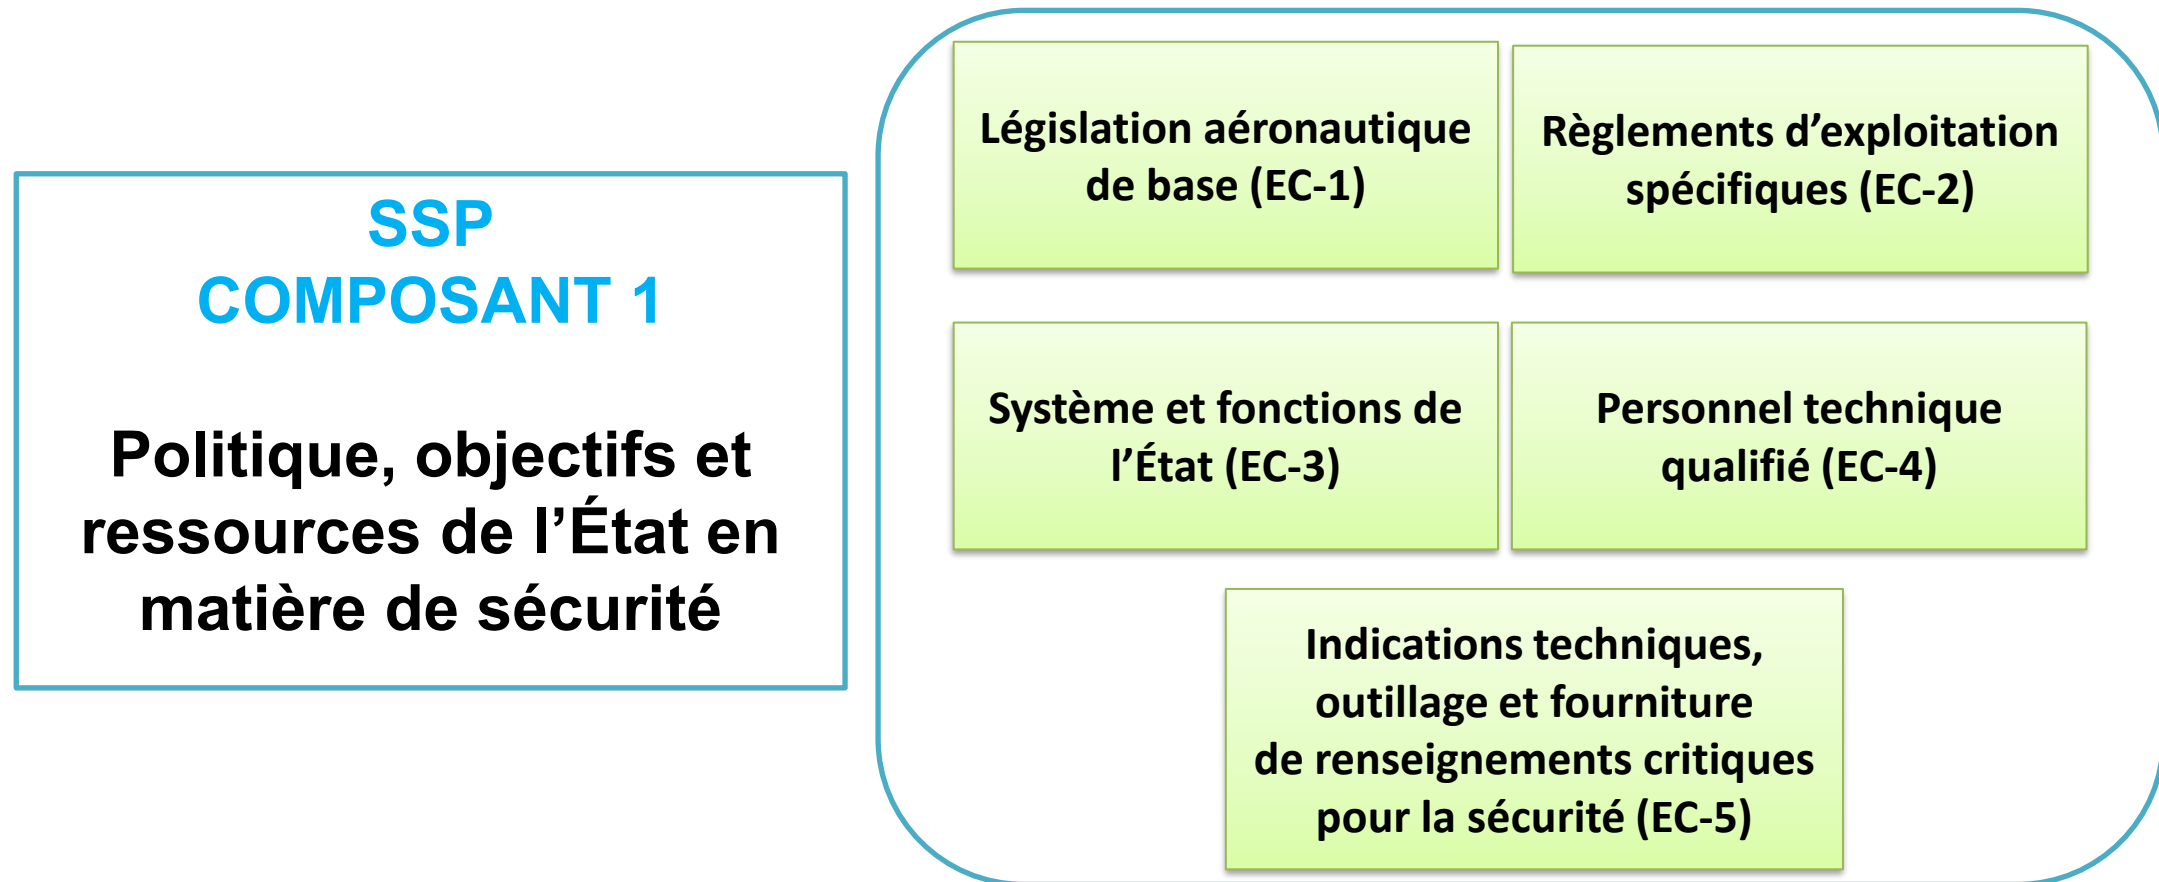 SSP
COMPOSANT 1
Politique, objectifs et
ressources de l’État en
matière de sécurité
Législation aéronautique
de base (EC-1)
Règlements d’exploitation
spécifiques (EC-2)
Système et fonctions de
l’État (EC-3)
Personnel technique
qualifié (EC-4)
Indications techniques,
outillage et fourniture
de renseignements critiques
pour la sécurité (EC-5)